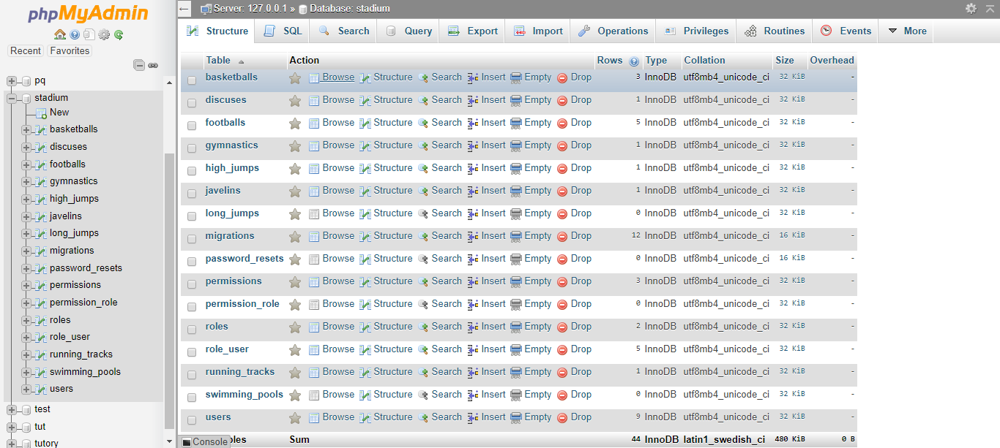 phpMyAdmin
Recent Favorites
pq
stadium
New
basketballs
discuses
footballs
gymnastics
high_jumps
javelins
long_jumps
migrations
password_resets
permissions
permission_role
roles
role_user
running_tracks
swimming_pools
users
test
tut
tutory
Server: 127.0.0.1 » Database: stadium
Structure SQL Search Query Export Import Operations Privileges Routines Events More
Table Action Rows Type Collation Size Overhead
basketballs Browse Structure Search Insert Empty Drop 3 InnoDB utf8mb4_unicode_ci 32 KiB -
discuses Browse Structure Search Insert Empty Drop 1 InnoDB utf8mb4_unicode_ci 32 KiB -
footballs Browse Structure Search Insert Empty Drop 5 InnoDB utf8mb4_unicode_ci 32 KiB -
gymnastics Browse Structure Search Insert Empty Drop 1 InnoDB utf8mb4_unicode_ci 32 KiB -
high_jumps Browse Structure Search Insert Empty Drop 1 InnoDB utf8mb4_unicode_ci 32 KiB -
javelins Browse Structure Search Insert Empty Drop 1 InnoDB utf8mb4_unicode_ci 32 KiB -
long_jumps Browse Structure Search Insert Empty Drop 0 InnoDB utf8mb4_unicode_ci 32 KiB -
migrations Browse Structure Search Insert Empty Drop 12 InnoDB utf8mb4_unicode_ci 16 KiB -
password_resets Browse Structure Search Insert Empty Drop 0 InnoDB utf8mb4_unicode_ci 16 KiB -
permissions Browse Structure Search Insert Empty Drop 3 InnoDB utf8mb4_unicode_ci 32 KiB -
permission_role Browse Structure Search Insert Empty Drop 0 InnoDB utf8mb4_unicode_ci 32 KiB -
roles Browse Structure Search Insert Empty Drop 2 InnoDB utf8mb4_unicode_ci 32 KiB -
role_user Browse Structure Search Insert Empty Drop 5 InnoDB utf8mb4_unicode_ci 32 KiB -
running_tracks Browse Structure Search Insert Empty Drop 1 InnoDB utf8mb4_unicode_ci 32 KiB -
swimming_pools Browse Structure Search Insert Empty Drop 0 InnoDB utf8mb4_unicode_ci 32 KiB -
users Browse Structure Search Insert Empty Drop 9 InnoDB utf8mb4_unicode_ci 32 KiB -
Console Sum 44 InnoDB latin1_swedish_ci 480 KiB 0 B